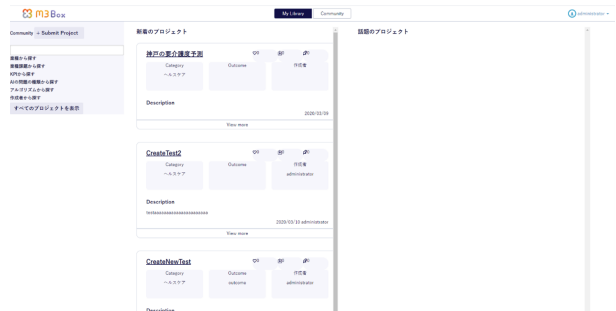 M3Box
My Library
Community
administrator
Community
+ Submit Project
業種から探す
業種課題から探す
KPIから探す
AIの問題の種類から探す
アルゴリズムから探す
作成者から探す
すべてのプロジェクトを表示
新着のプロジェクト
神戸の要介護度予測
Category
Outcome
作成者
ヘルスケア
Description
2020/03/09
View more
CreateTest2
Category
Outcome
作成者
ヘルスケア
administrator
Description
2020/03/10 administrator
View more
CreateNewTest
Category
Outcome
作成者
ヘルスケア
outcome
administrator
Description
話題のプロジェクト